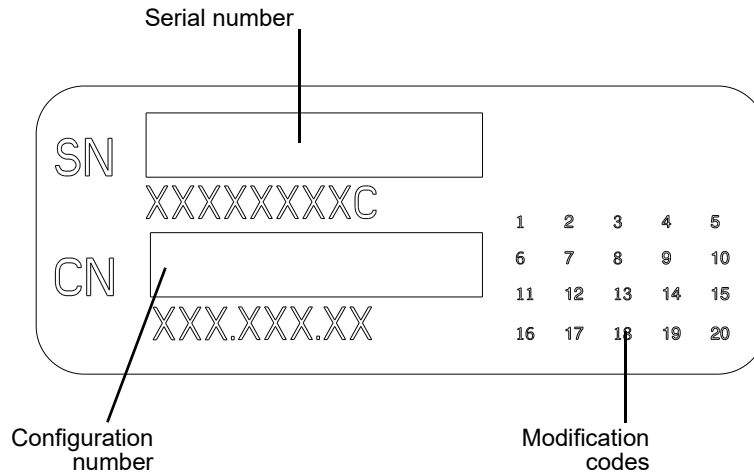 Serial number
SN
XXXXXXXXC
CN
XXX.XXX.XX
1 2 3 4 5
6 7 8 9 10
11 12 13 14 15
16 17 18 19 20
Configuration
number
Modification
codes